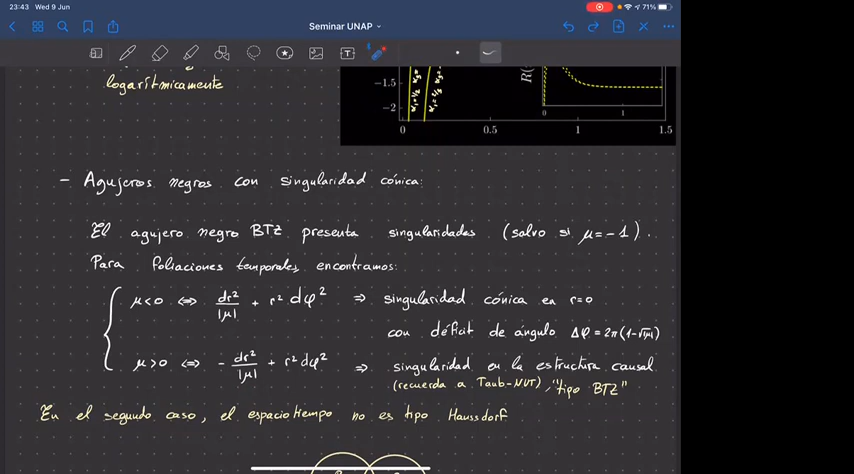 23:43 Wed 9 Jun
71%
Seminar UNAP
logarítmicamente
R(
−1.5
−2
0
1
0
0.5
1
1.5
- Agujeros negros con singularidad cónica:
El agujero negro BTZ presenta singularidades (salvo si μ=-1).
Para foliaciones temporales encontramos:
μ<0 ⇔ dr²/|μ| + r² dφ² ⇒ singularidad cónica en r=0
con déficit de ángulo Δφ = 2π(1-√|μ|)
μ>0 ⇔ - dr²/|μ| + r² dφ² ⇒ singularidad en la estructura causal
(recuerda a Taub-NUT), "tipo BTZ"
En el segundo caso, el espaciotiempo no es tipo Haussdorf